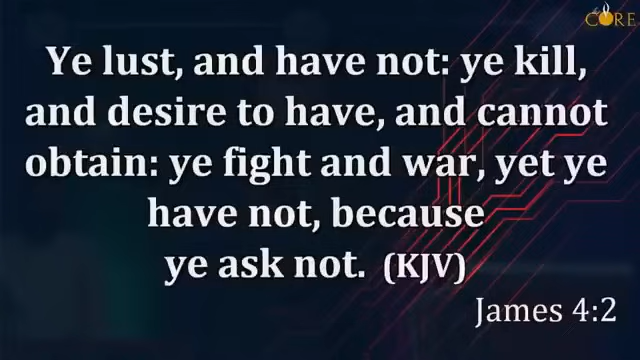 the
CORE
Ye lust, and have not: ye kill,
and desire to have, and cannot
obtain: ye fight and war, yet ye
have not, because
ye ask not. (KJV)
James 4:2